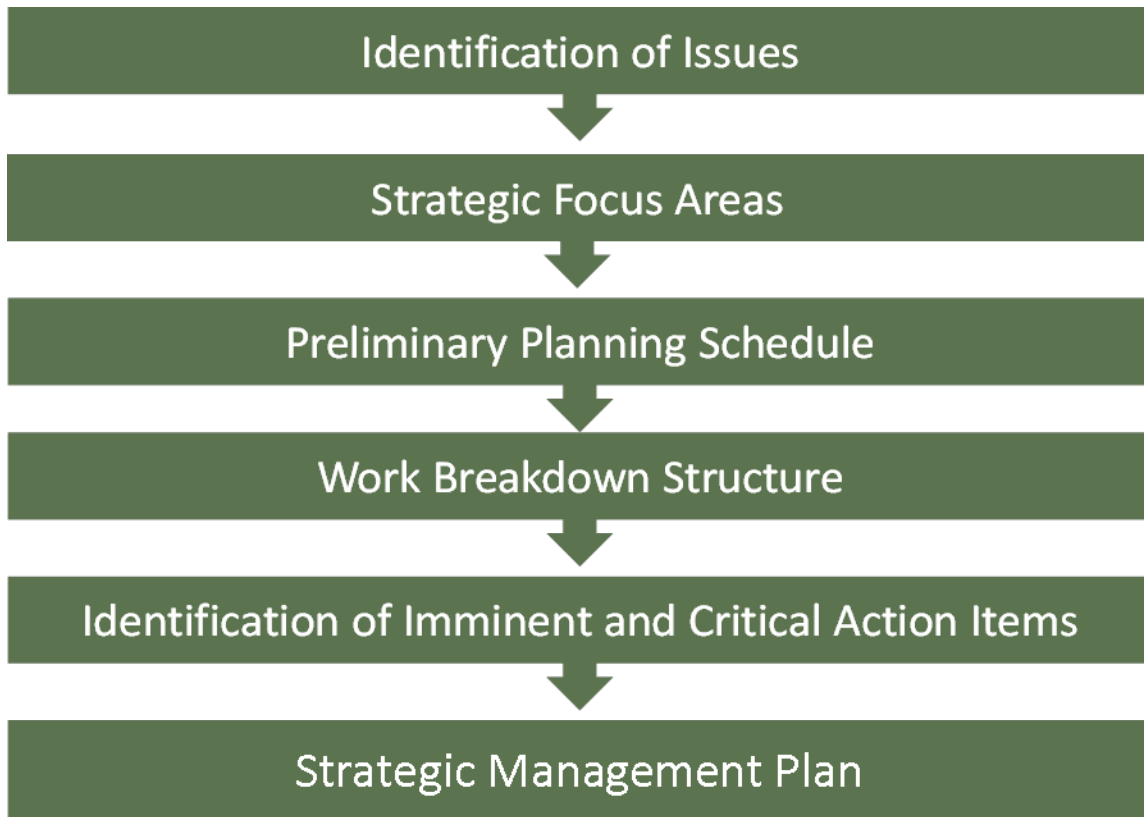 Identification of Issues
Strategic Focus Areas
Preliminary Planning Schedule
Work Breakdown Structure
Identification of Imminent and Critical Action Items
Strategic Management Plan